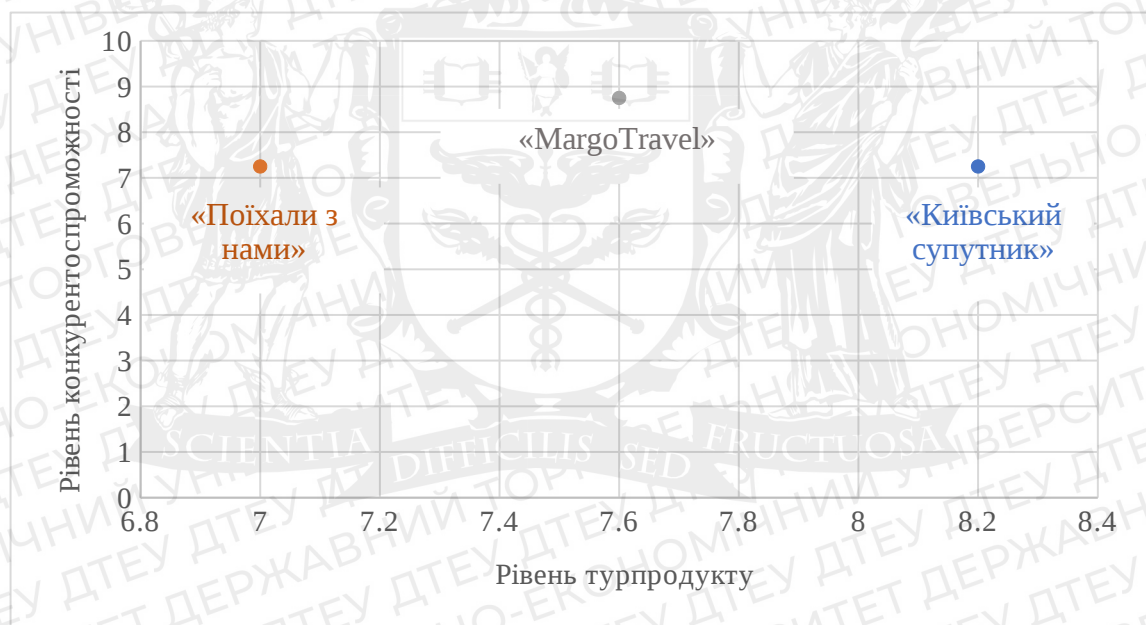 Рівень конкурентоспроможності
10
9
8
7
6
5
4
3
2
1
0
«MargoTravel»
«Поїхали з
нами»
«Київський
супутник»
6.8 7 7.2 7.4 7.6 7.8 8 8.2 8.4
Рівень турпродукту
SCIENTIA DIFFICILIS SED FRUCTUOSA